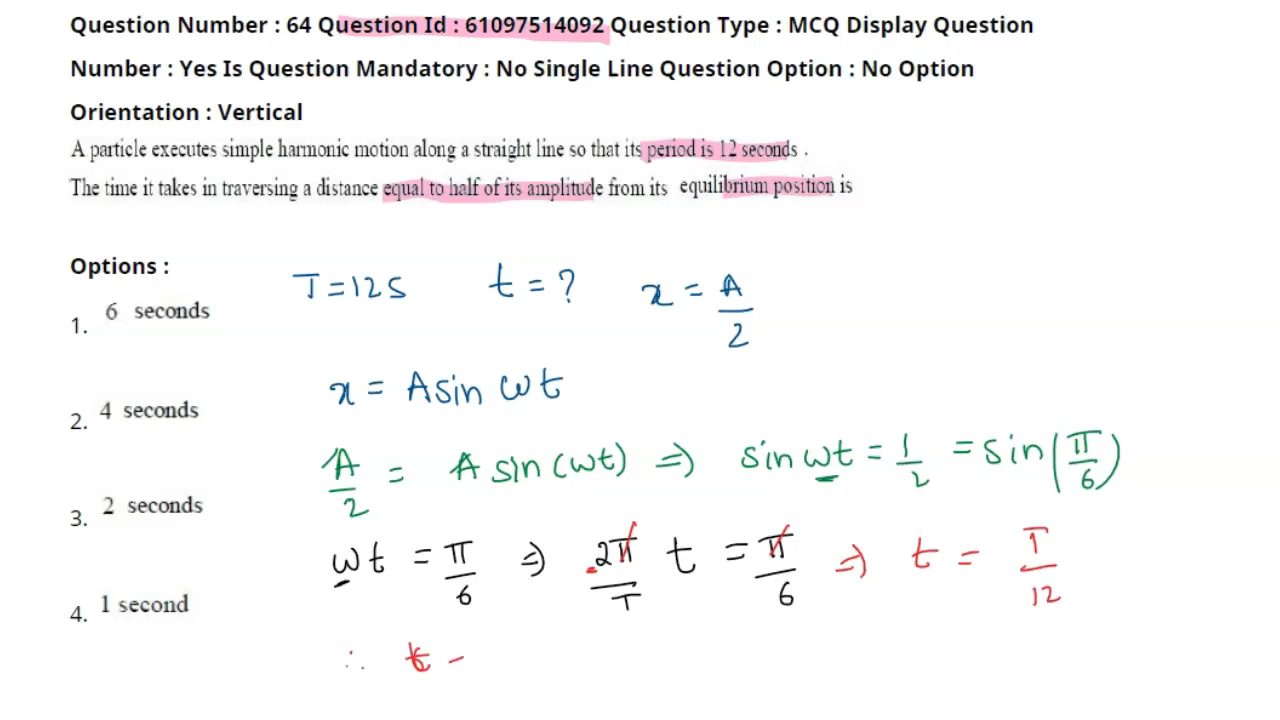 Question Number : 64 Question Id : 61097514092 Question Type : MCQ Display Question
Number : Yes Is Question Mandatory : No Single Line Question Option : No Option
Orientation : Vertical
A particle executes simple harmonic motion along a straight line so that its period is 12 seconds .
The time it takes in traversing a distance equal to half of its amplitude from its equilibrium position is
Options :
1. 6 seconds
2. 4 seconds
3. 2 seconds
4. 1 second
T = 12 S t = ? x = A/2
x = A sin ωt
A/2 = A sin (ωt) ⇒ sin ωt = 1/2 = sin (π/6)
ωt = π/6 ⇒ 2π/T t = π/6 ⇒ t = T/12
∴ t -